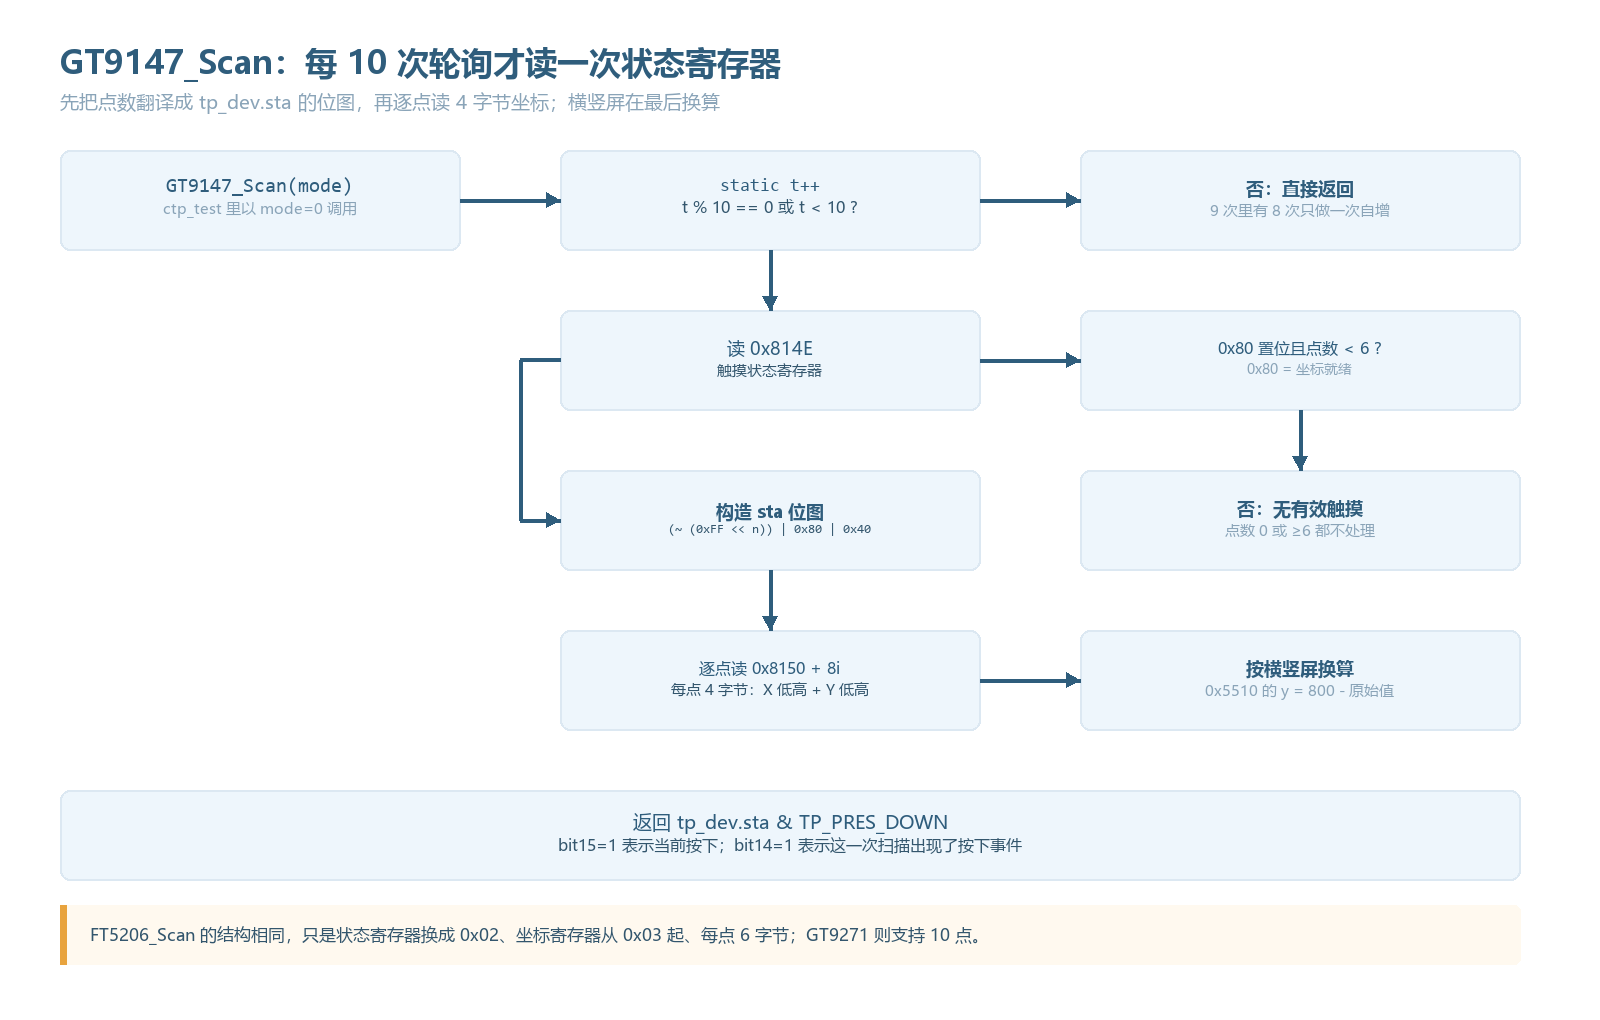 GT9147_Scan：每 10 次轮询才读一次状态寄存器
先把点数翻译成 tp_dev.sta 的位图，再逐点读 4 字节坐标；横竖屏在最后换算
GT9147_Scan(mode)
ctp_test 里以 mode=0 调用
static t++
t % 10 == 0 或 t < 10 ?
否：直接返回
9 次里有 8 次只做一次自增
读 0x814E
触摸状态寄存器
0x80 置位且点数 < 6 ?
0x80 = 坐标就绪
构造 sta 位图
(~ (0xFF << n)) | 0x80 | 0x40
否：无有效触摸
点数 0 或 ≥6 都不处理
逐点读 0x8150 + 8i
每点 4 字节：X 低高 + Y 低高
按横竖屏换算
0x5510 的 y = 800 - 原始值
返回 tp_dev.sta & TP_PRES_DOWN
bit15=1 表示当前按下；bit14=1 表示这一次扫描出现了按下事件
FT5206_Scan 的结构相同，只是状态寄存器换成 0x02、坐标寄存器从 0x03 起、每点 6 字节；GT9271 则支持 10 点。